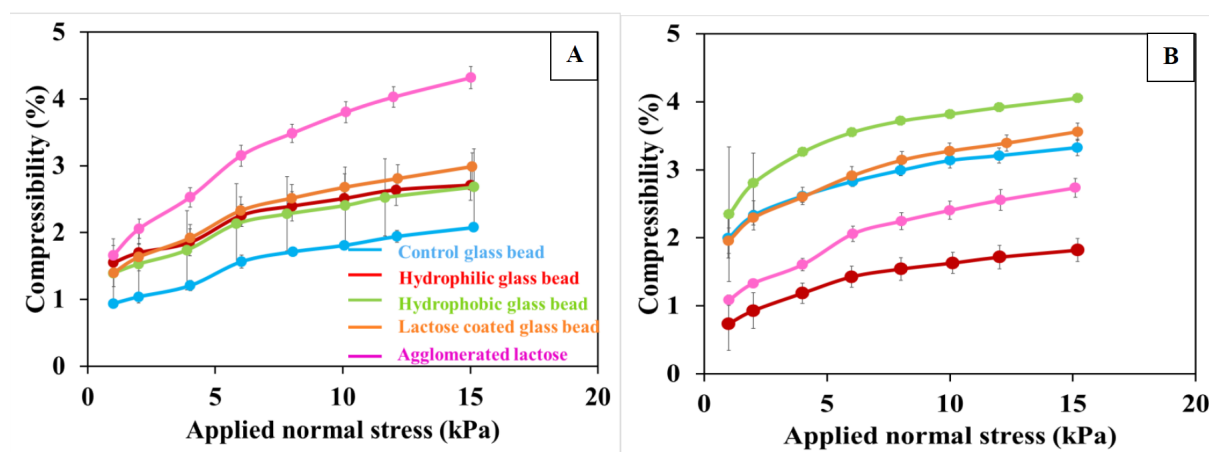 A
5
4
3
2
1
0
Compressibility (%)
Control glass bead
Hydrophilic glass bead
Hydrophobic glass bead
Lactose coated glass bead
Agglomerated lactose
0 5 10 15 20
Applied normal stress (kPa)
B
5
4
3
2
1
0
Compressibility (%)
0 5 10 15 20
Applied normal stress (kPa)